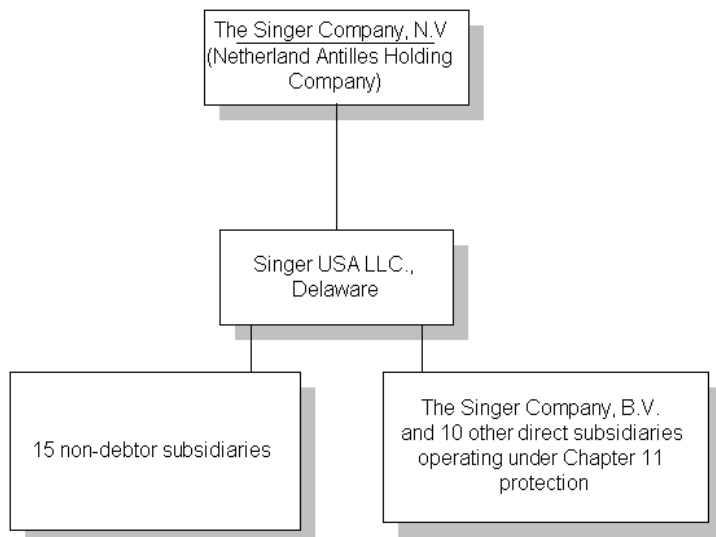 The Singer Company, N.V
(Netherland Antilles Holding
Company)
Singer USA LLC.,
Delaware
15 non-debtor subsidiaries
The Singer Company, B.V.
and 10 other direct subsidiaries
operating under Chapter 11
protection